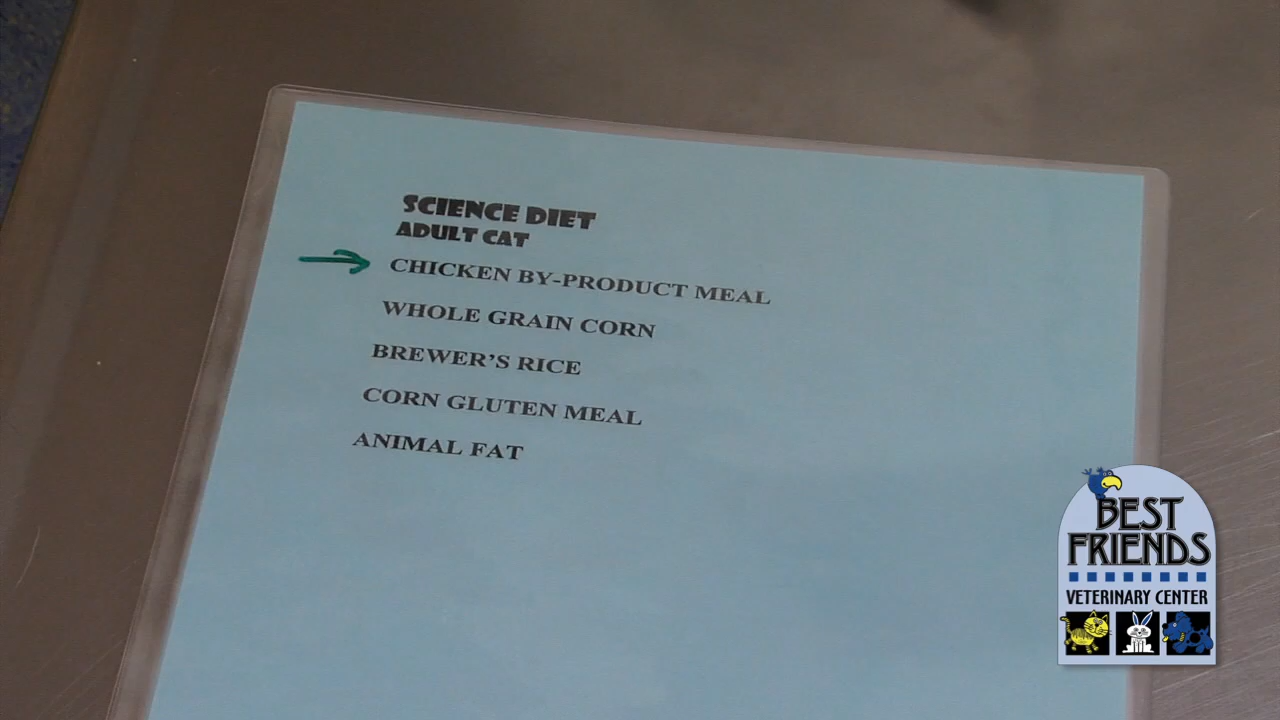 SCIENCE DIET
ADULT CAT
CHICKEN BY-PRODUCT MEAL
WHOLE GRAIN CORN
BREWER'S RICE
CORN GLUTEN MEAL
ANIMAL FAT
BEST
FRIENDS
VETERINARY CENTER